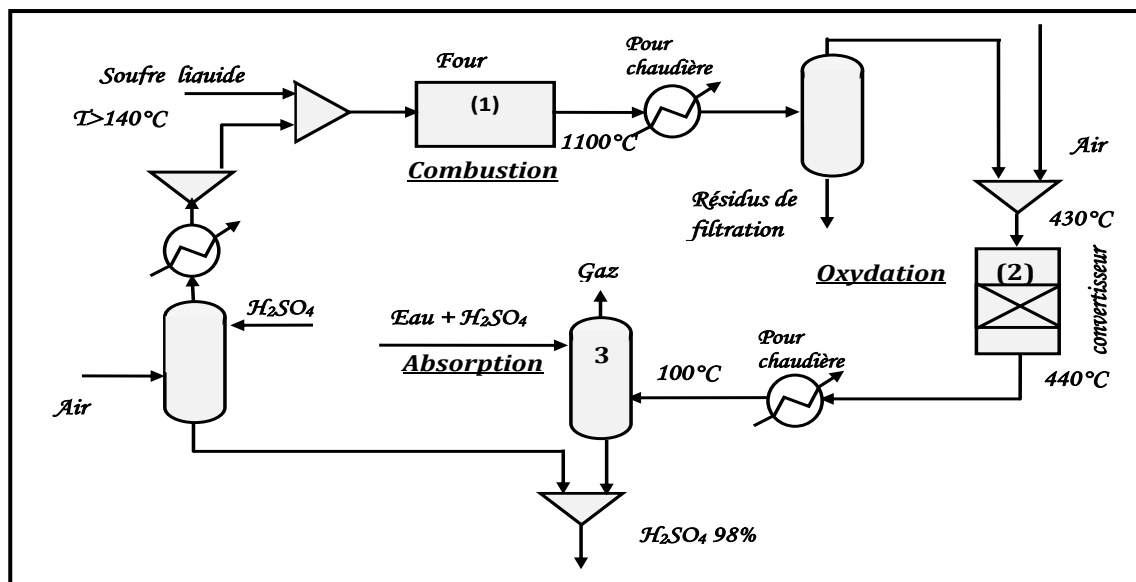 Soufre liquide
T>140°C
Four
(1)
1100°C
Combustion
Pour
chaudière
Résidus de
filtration
Air
430°C
Oxydation
(2)
convertisseur
440°C
Pour
chaudière
100°C
Gaz
3
Eau + H₂SO₄
Absorption
H₂SO₄
Air
H₂SO₄ 98%